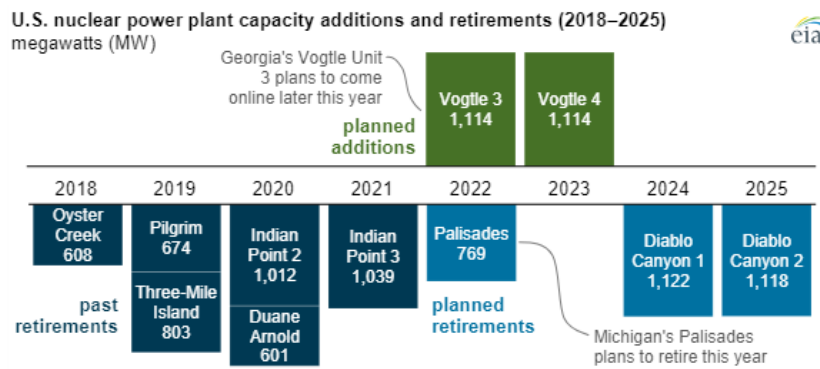 U.S. nuclear power plant capacity additions and retirements (2018–2025)
megawatts (MW)
eia
Georgia's Vogtle Unit
3 plans to come
online later this year
planned
additions
Vogtle 3
1,114
Vogtle 4
1,114
2018
2019
2020
2021
2022
2023
2024
2025
Oyster
Creek
608
Pilgrim
674
Three-Mile
Island
803
Indian
Point 2
1,012
Duane
Arnold
601
Indian
Point 3
1,039
Palisades
769
Diablo
Canyon 1
1,122
Diablo
Canyon 2
1,118
past
retirements
planned
retirements
Michigan's Palisades
plans to retire this year